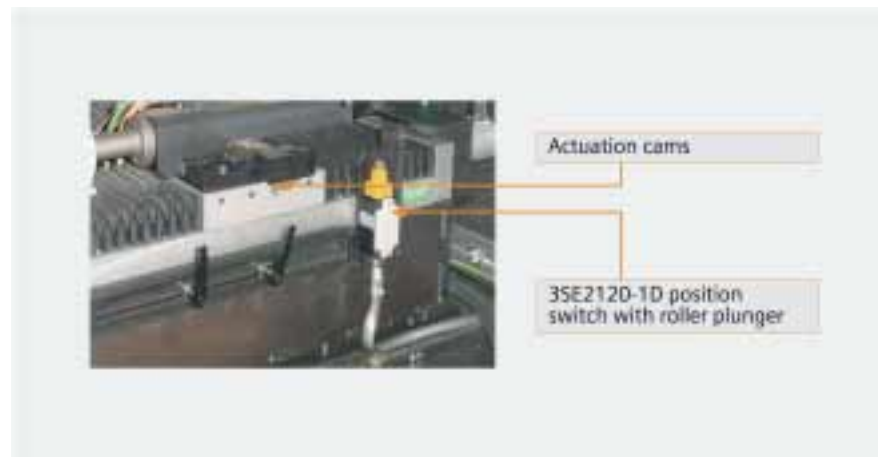 Actuation cams
3SE2120-1D position
switch with roller plunger